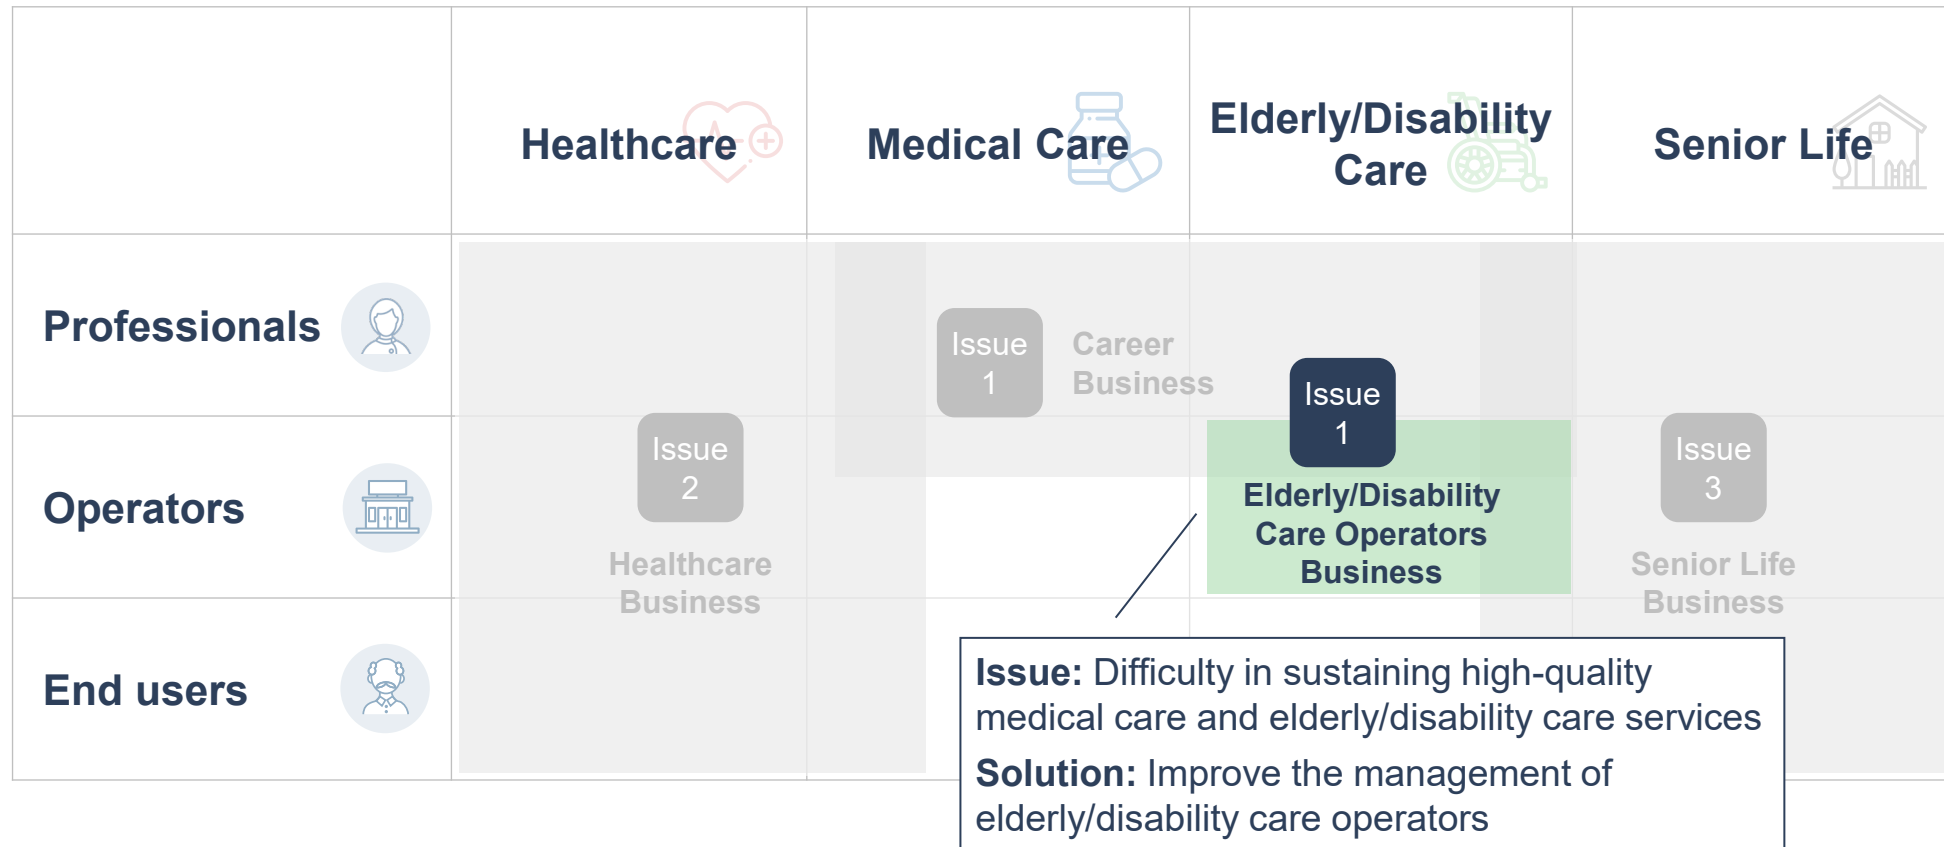 Healthcare
Medical Care
Elderly/Disability
Care
Senior Life
Professionals
Issue
1
Career
Business
Issue
1
Operators
Issue
2
Healthcare
Business
Elderly/Disability
Care Operators
Business
Issue
3
Senior Life
Business
End users
Issue: Difficulty in sustaining high-quality
medical care and elderly/disability care services
Solution: Improve the management of
elderly/disability care operators